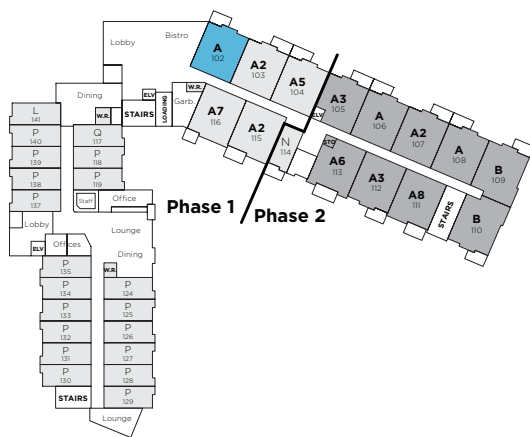 Lobby
Bistro
A
102
A2
103
A5
104
A3
105
A
106
A2
107
A
108
B
109
B
110
STAIRS
A8
111
A3
112
A6
113
STO
ELV
N
114
A2
115
A7
116
W.R.
Garb.
ELV
LOADING
STAIRS
Dining
W.R.
L
141
P
140
P
139
P
138
P
137
Q
117
P
118
P
119
Staff
Office
Phase 1
Phase 2
Lobby
ELV
Offices
Lounge
Dining
W.R.
P
135
P
134
P
133
P
132
P
131
P
130
STAIRS
P
124
P
125
P
126
P
127
P
128
P
129
Lounge